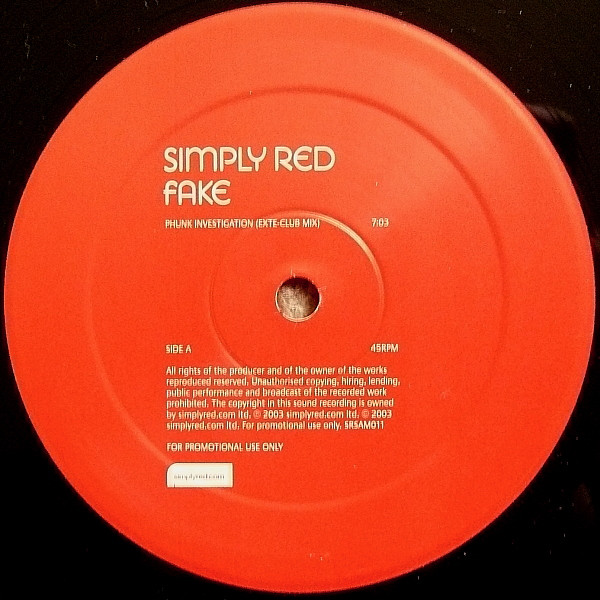 SIMPLY RED
FAKE
PHUNK INVESTIGATION (EXTE-CLUB MIX) 7:03
SIDE A 45RPM
All rights of the producer and of the owner of the works
reproduced reserved. Unauthorised copying, hiring, lending,
public performance and broadcast of the recorded work
prohibited. The copyright in this sound recording is owned
by simplyred.com ltd. ℗ 2003 simplyred.com ltd. © 2003
simplyred.com ltd. For promotional use only. SRSAM011
FOR PROMOTIONAL USE ONLY
simplyred.com